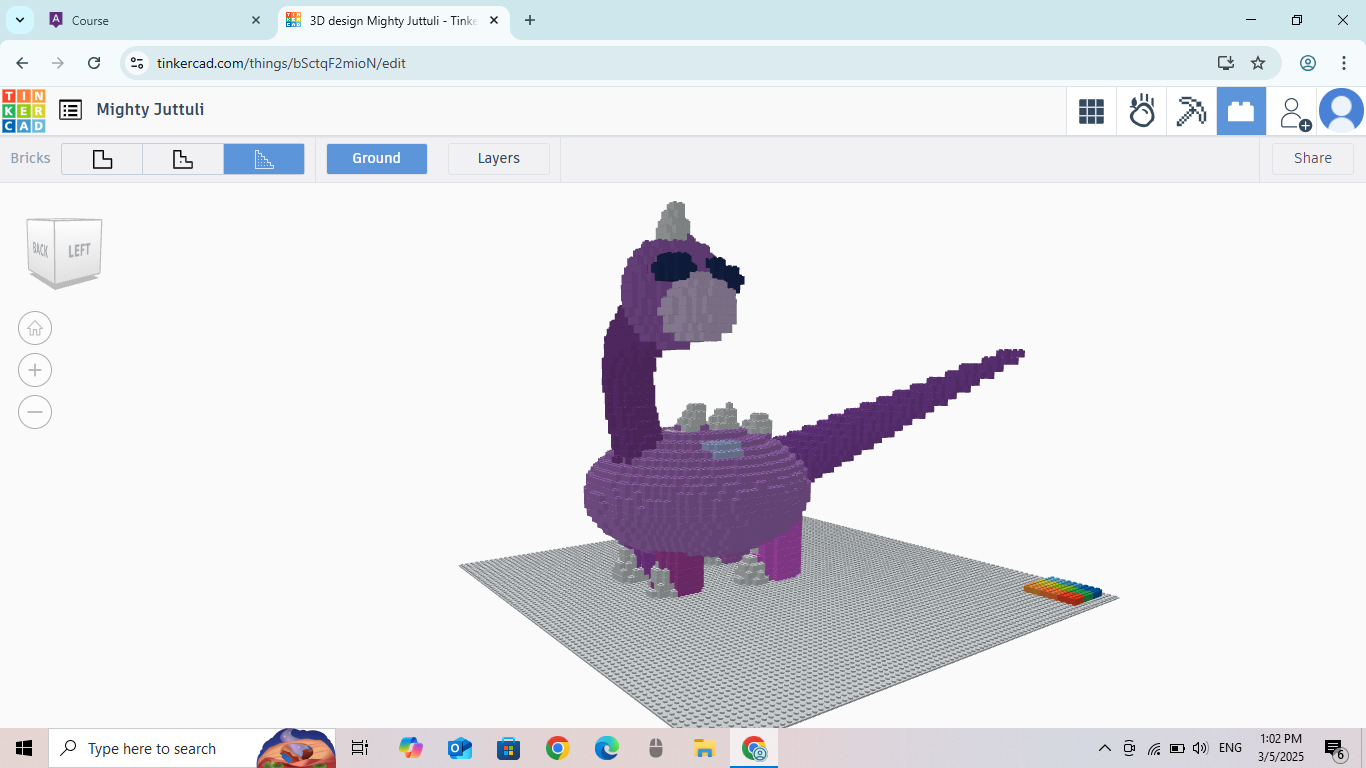 A Course
3D design Mighty Juttuli - Tinke
tinkercad.com/things/bSctqF2mioN/edit
TIN
KER
CAD
Mighty Juttuli
Bricks
Ground
Layers
Share
BACK
LEFT
Type here to search
ENG
1:02 PM
3/5/2025
6